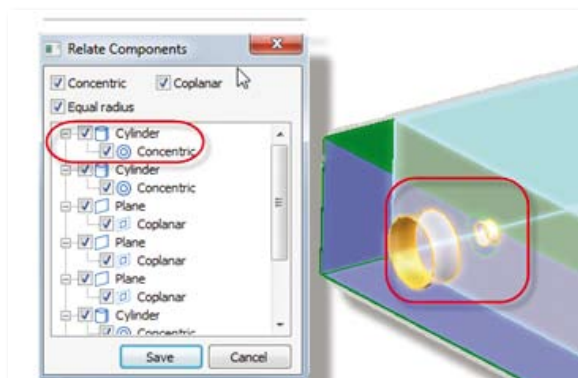 Relate Components
Concentric Coplanar
Equal radius
Cylinder
Concentric
Cylinder
Concentric
Plane
Coplanar
Plane
Coplanar
Plane
Coplanar
Cylinder
Concentric
Save Cancel